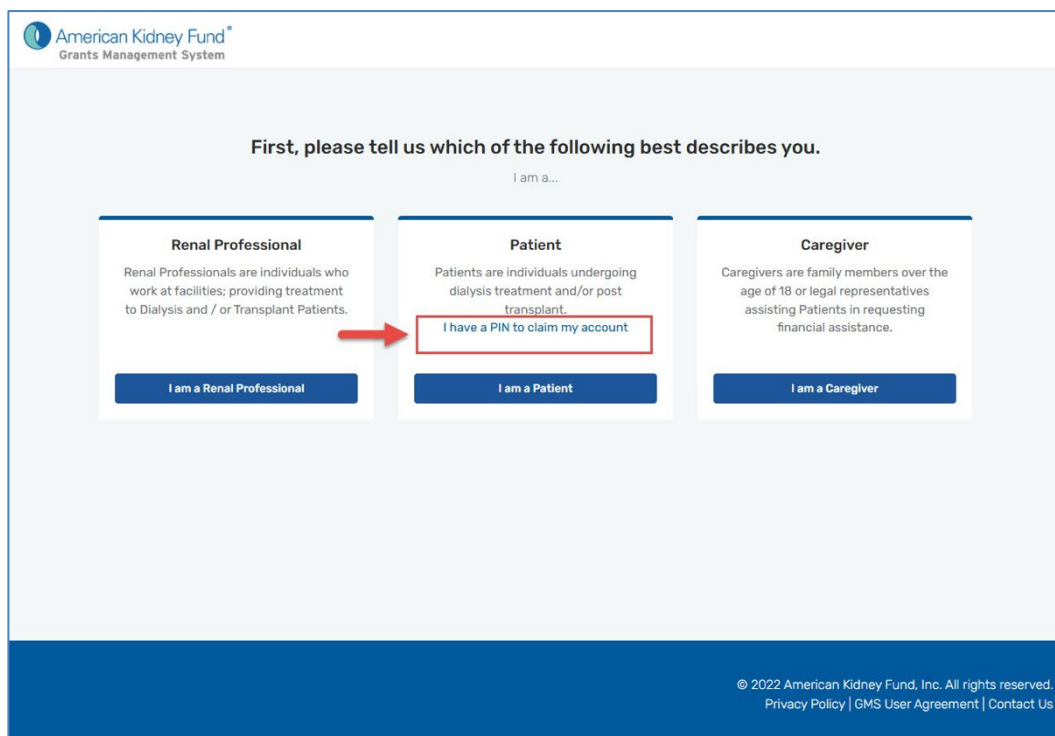 American Kidney Fund®
Grants Management System
First, please tell us which of the following best describes you.
I am a...
Renal Professional
Renal Professionals are individuals who
work at facilities; providing treatment
to Dialysis and / or Transplant Patients.
I am a Renal Professional
Patient
Patients are individuals undergoing
dialysis treatment and/or post
transplant.
I have a PIN to claim my account
I am a Patient
Caregiver
Caregivers are family members over the
age of 18 or legal representatives
assisting Patients in requesting
financial assistance.
I am a Caregiver
© 2022 American Kidney Fund, Inc. All rights reserved.
Privacy Policy | GMS User Agreement | Contact Us